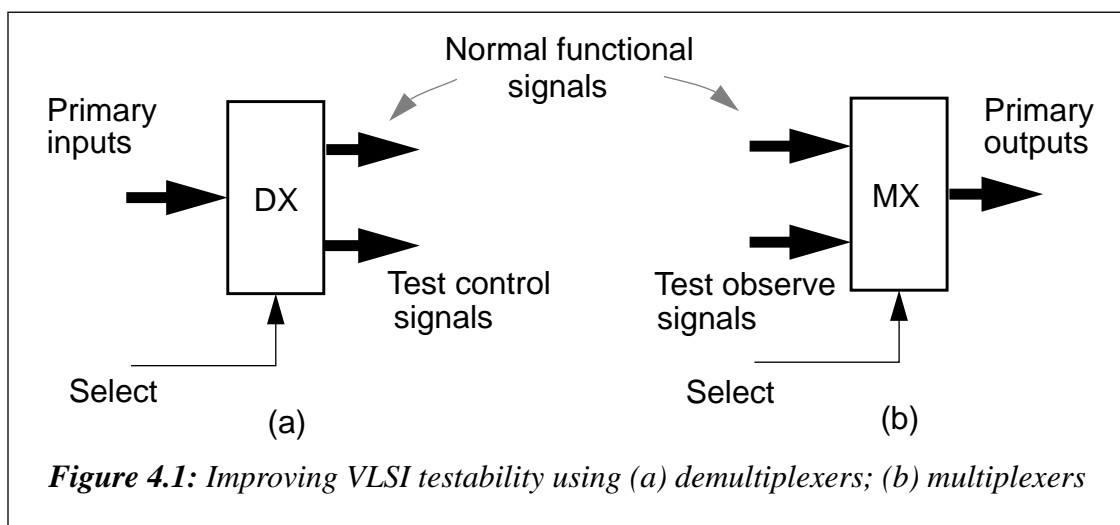 Normal functional
signals
Primary
inputs
DX
Test control
signals
Select
(a)
Primary
outputs
MX
Test observe
signals
Select
(b)
Figure 4.1: Improving VLSI testability using (a) demultiplexers; (b) multiplexers